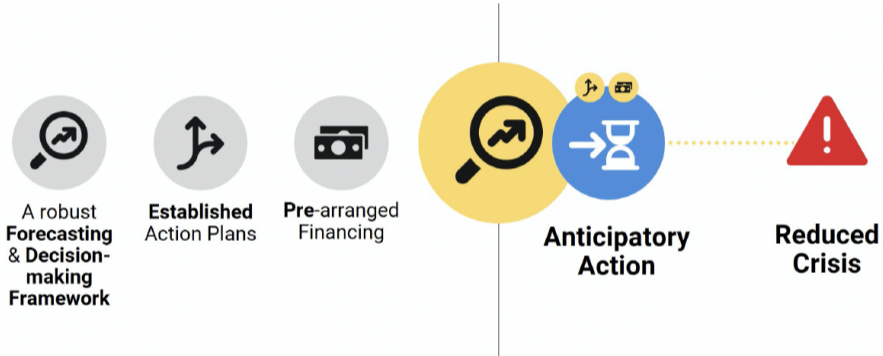 A robust
Forecasting
& Decision-
making
Framework
Established
Action Plans
Pre-arranged
Financing
Anticipatory
Action
Reduced
Crisis